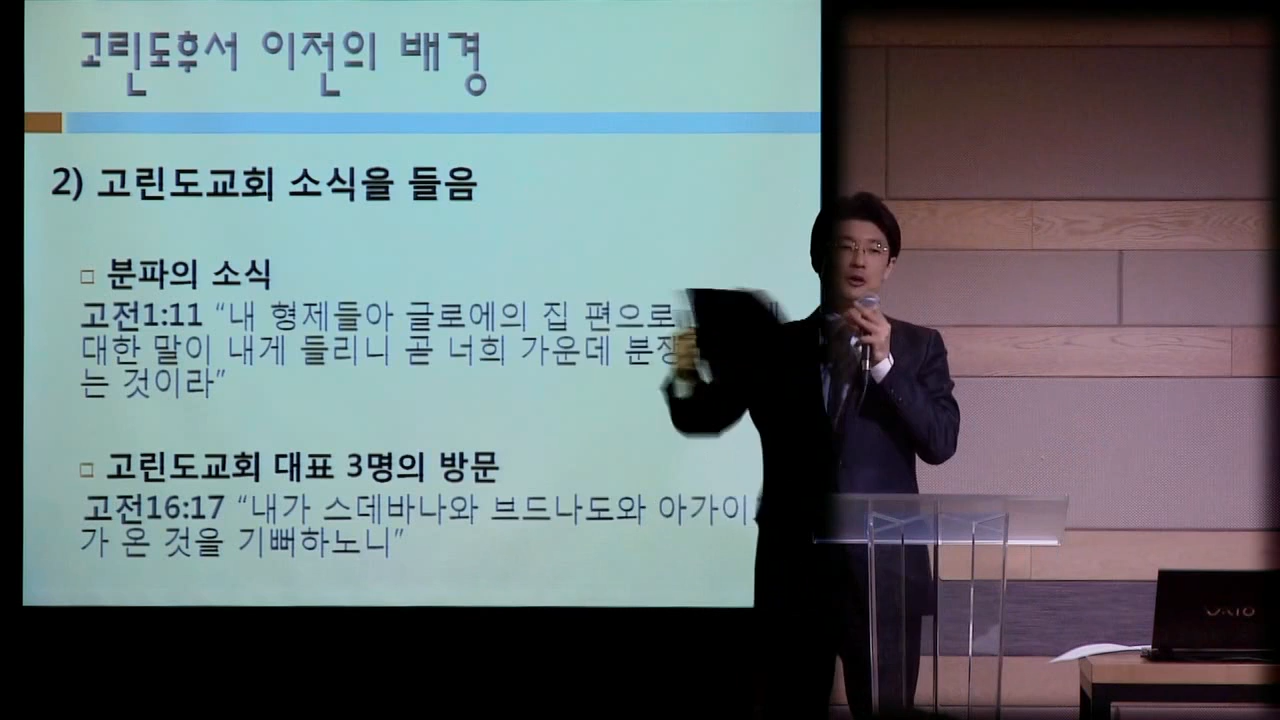 고린도후서 이전의 배경
2) 고린도교회 소식을 들음
□ 분파의 소식
고전1:11 “내 형제들아 글로에의 집 편으로
대한 말이 내게 들리니 곧 너희 가운데 분쟁
는 것이라”
□ 고린도교회 대표 3명의 방문
고전16:17 “내가 스데바나와 브드나도와 아가이
가 온 것을 기뻐하노니”
VAIO